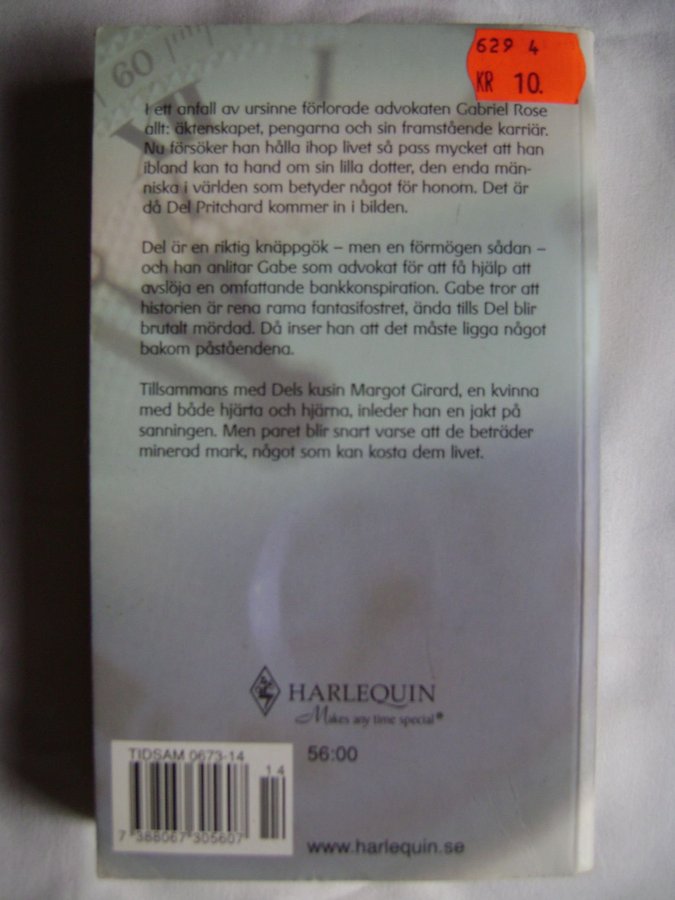 60
629 4
KR 10.
I ett anfall av ursinne förlorade advokaten Gabriel Rose
allt: äktenskapet, pengarna och sin framstående karriär.
Nu försöker han hålla ihop livet så pass mycket att han
ibland kan ta hand om sin lilla dotter, den enda män-
niska i världen som betyder något för honom. Det är
då Del Pritchard kommer in i bilden.
Del är en riktig knäppgök – men en förmögen sådan –
och han anlitar Gabe som advokat för att få hjälp att
avslöja en omfattande bankkonspiration. Gabe tror att
historien är rena rama fantasifostret, ända tills Del blir
brutalt mördad. Då inser han att det måste ligga något
bakom påståendena.
Tillsammans med Dels kusin Margot Girard, en kvinna
med både hjärta och hjärna, inleder han en jakt på
sanningen. Men paret blir snart varse att de beträder
minerad mark, något som kan kosta dem livet.
HARLEQUIN
Makes any time special®
TIDSAM 0673-14
56:00
14
7 388067 305607
www.harlequin.se